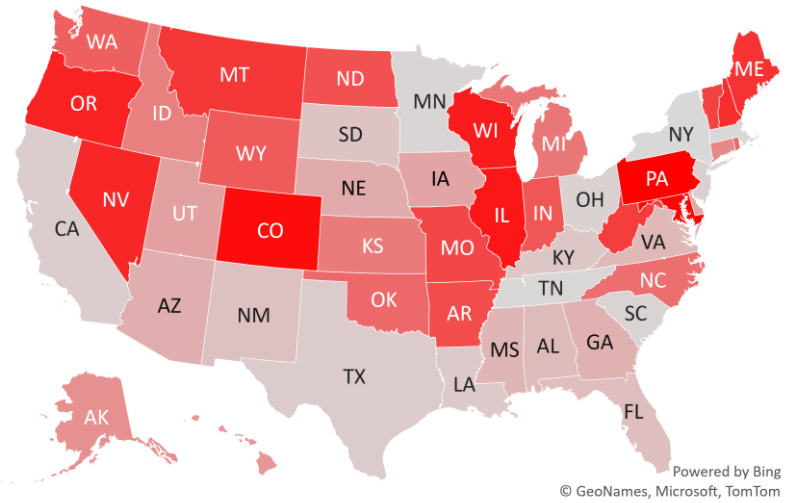 WA
MT
ND
MN
ME
OR
ID
SD
WI
MI
NY
WY
IA
PA
NE
NV
UT
CO
IL
IN
OH
CA
KS
MO
KY
VA
AZ
NM
OK
AR
TN
NC
SC
MS
AL
GA
TX
LA
FL
AK
Powered by Bing
© GeoNames, Microsoft, TomTom